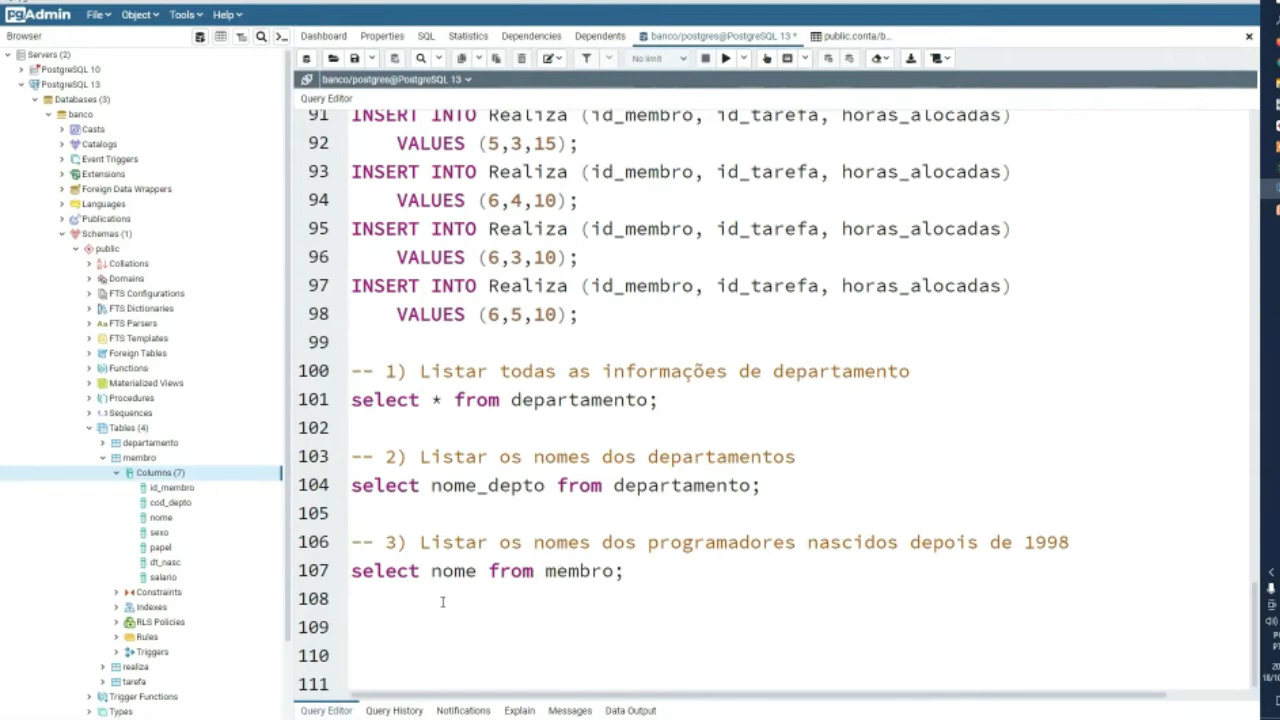 pgAdmin File Object Tools Help
Browser
Dashboard Properties SQL Statistics Dependencies Dependents banco/postgres@PostgreSQL 13 * public.conta/b...
No limit
banco/postgres@PostgreSQL 13
Query Editor
Servers (2)
PostgreSQL 10
PostgreSQL 13
Databases (3)
banco
Casts
Catalogs
Event Triggers
Extensions
Foreign Data Wrappers
Languages
Publications
Schemas (1)
public
Collations
Domains
FTS Configurations
FTS Dictionaries
FTS Parsers
FTS Templates
Foreign Tables
Functions
Materialized Views
Procedures
Sequences
Tables (4)
departamento
membro
Columns (7)
id_membro
cod_depto
nome
sexo
papel
dt_nasc
salario
Constraints
Indexes
RLS Policies
Rules
Triggers
realiza
tarefa
Trigger Functions
Types
91 INSERT INTO Realiza (id_membro, id_tarefa, horas_alocadas)
92 VALUES (5,3,15);
93 INSERT INTO Realiza (id_membro, id_tarefa, horas_alocadas)
94 VALUES (6,4,10);
95 INSERT INTO Realiza (id_membro, id_tarefa, horas_alocadas)
96 VALUES (6,3,10);
97 INSERT INTO Realiza (id_membro, id_tarefa, horas_alocadas)
98 VALUES (6,5,10);
99
100 -- 1) Listar todas as informações de departamento
101 select * from departamento;
102
103 -- 2) Listar os nomes dos departamentos
104 select nome_depto from departamento;
105
106 -- 3) Listar os nomes dos programadores nascidos depois de 1998
107 select nome from membro;
108
109
110
111
Query Editor Query History Notifications Explain Messages Data Output